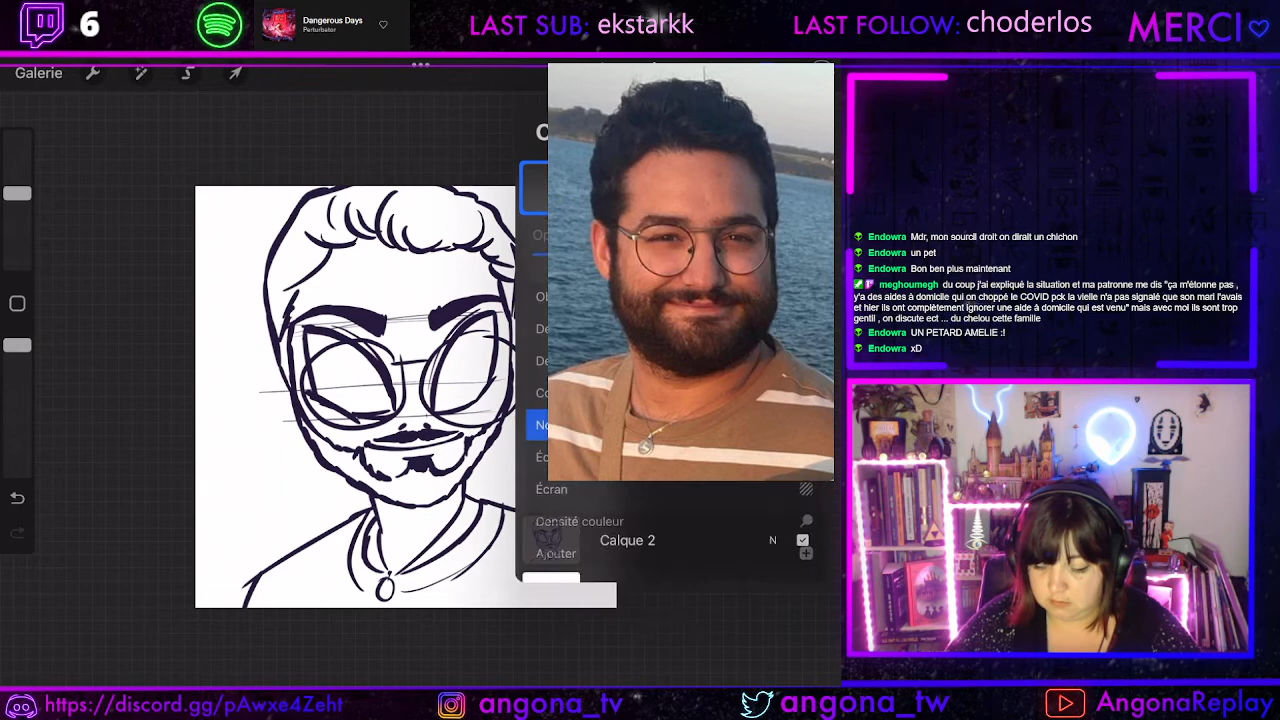 6
Dangerous Days
Perturbator
LAST SUB: ekstarkk
LAST FOLLOW: choderlos
MERCI
Galerie
Endowra Mdr, mon sourcil droit on dirait un chichon
Endowra un pet
Endowra Bon ben plus maintenant
meghoumegh du coup j'ai expliqué la situation et ma patronne me dis "ça m'étonne pas ,
y'a des aides à domicile qui on choppé le COVID pck la vielle n'a pas signalé que son mari l'avais
et hier ils ont complètement ignorer une aide à domicile qui est venu" mais avec moi ils sont trop
gentil , on discute ect ... du chelou cette famille
Endowra UN PETARD AMELIE :!
Endowra xD
Écran
Densité couleur
Calque 2
N
Ajouter
https://discord.gg/pAwxe4Zeht
angona_tv
angona_tw
AngonaReplay